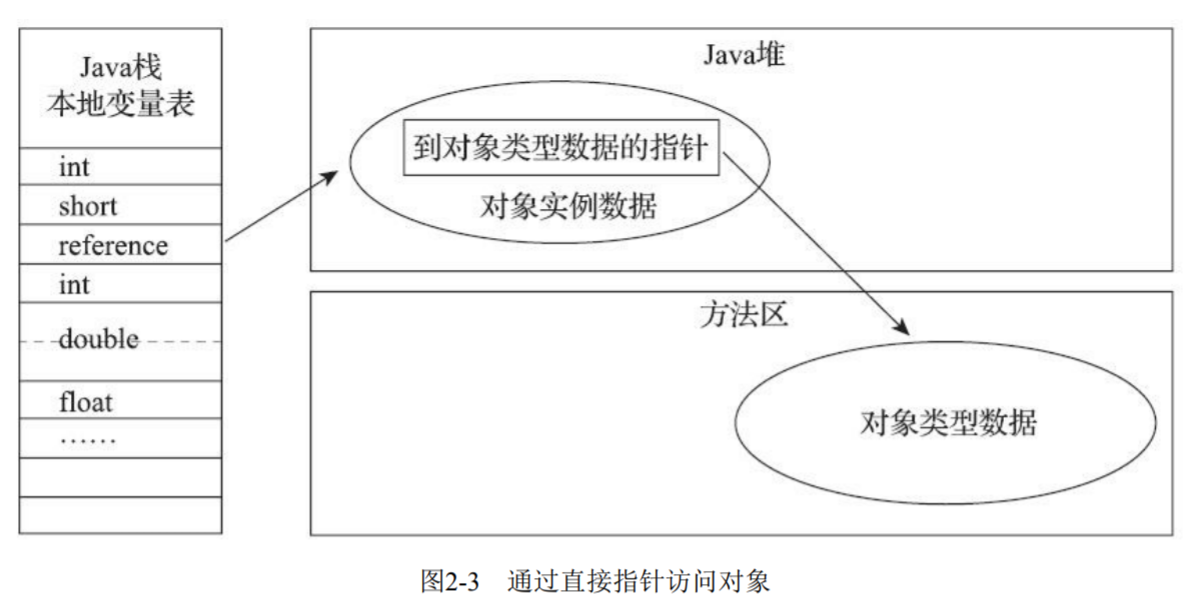 Java栈
本地变量表
int
short
reference
int
double
float
……
Java堆
到对象类型数据的指针
对象实例数据
方法区
对象类型数据
图2-3 通过直接指针访问对象